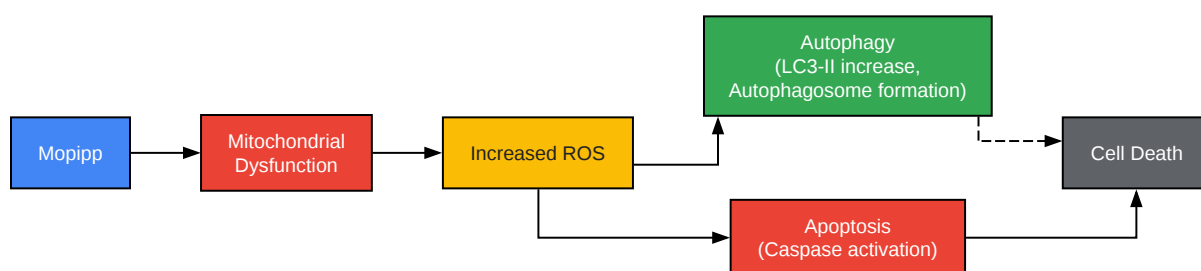 Mopipp
Mitochondrial
Dysfunction
Increased ROS
Autophagy
(LC3-II increase,
Autophagosome formation)
Apoptosis
(Caspase activation)
Cell Death